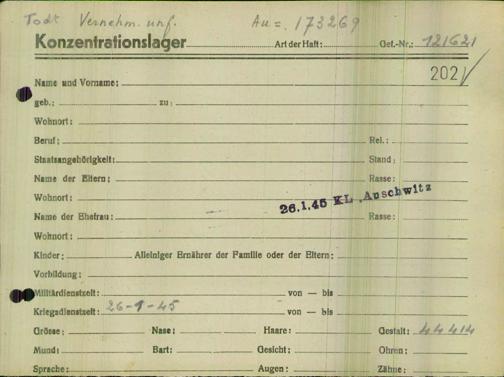 Todt Vernehm. unf. Au=. 173269
Konzentrationslager Art der Haft: Gef.-Nr.: 121621
202
Name und Vorname:
geb.: zu:
Wohnort:
Beruf: Rel.:
Staatsangehörigkeit: Stand:
Name der Eltern: Rasse:
Wohnort: 26.1.45 KL. Auschwitz
Name der Ehefrau: Rasse:
Wohnort:
Kinder: Alleiniger Ernährer der Familie oder der Eltern:
Vorbildung:
Militärdienstzeit: von — bis
Kriegsdienstzeit: 26-1-45 von — bis
Grösse: Nase: Haare: Gestalt: 44414
Mund: Bart: Gesicht: Ohren:
Sprache: Augen: Zähne: